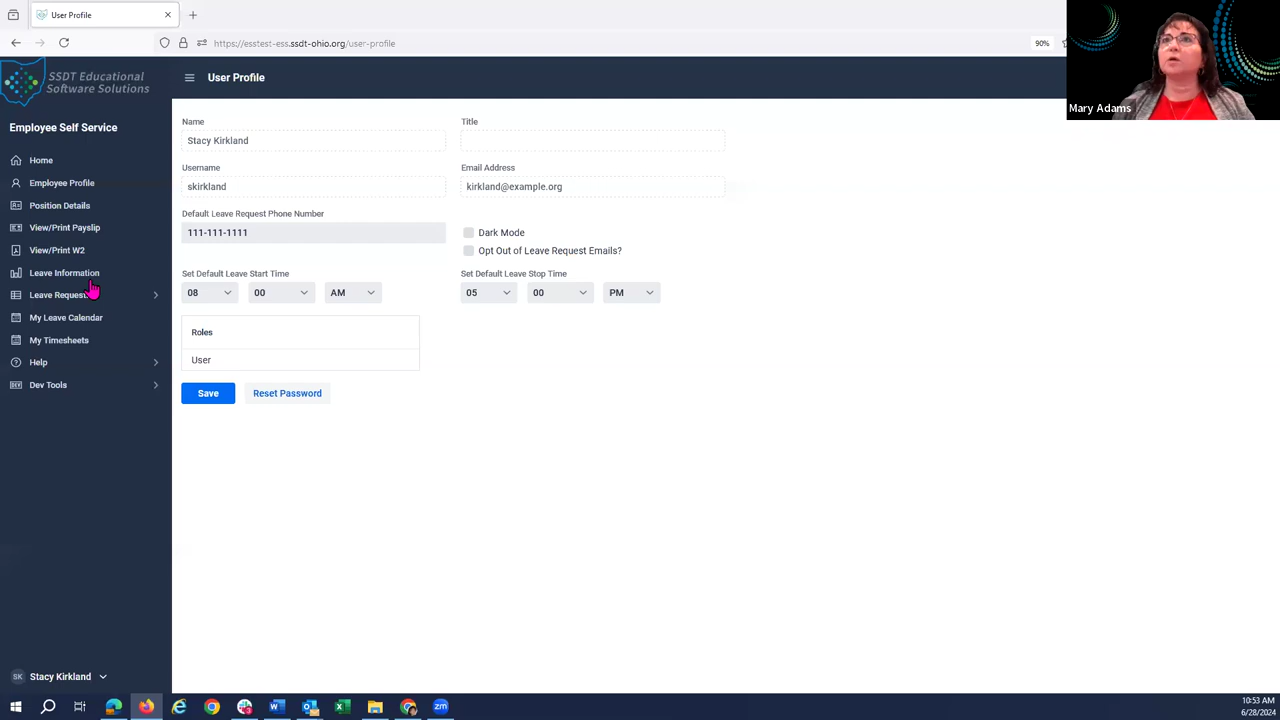 User Profile
https://esstest-ess.ssdt-ohio.org/user-profile
90%
SSDT Educational
Software Solutions
User Profile
Mary Adams
Employee Self Service
Home
Employee Profile
Position Details
View/Print Payslip
View/Print W2
Leave Information
Leave Request
My Leave Calendar
My Timesheets
Help
Dev Tools
Name
Title
Stacy Kirkland
Username
Email Address
skirkland
kirkland@example.org
Default Leave Request Phone Number
111-111-1111
Dark Mode
Opt Out of Leave Request Emails?
Set Default Leave Start Time
Set Default Leave Stop Time
08 00 AM
05 00 PM
Roles
User
Save
Reset Password
SK Stacy Kirkland
10:53 AM
6/28/2024